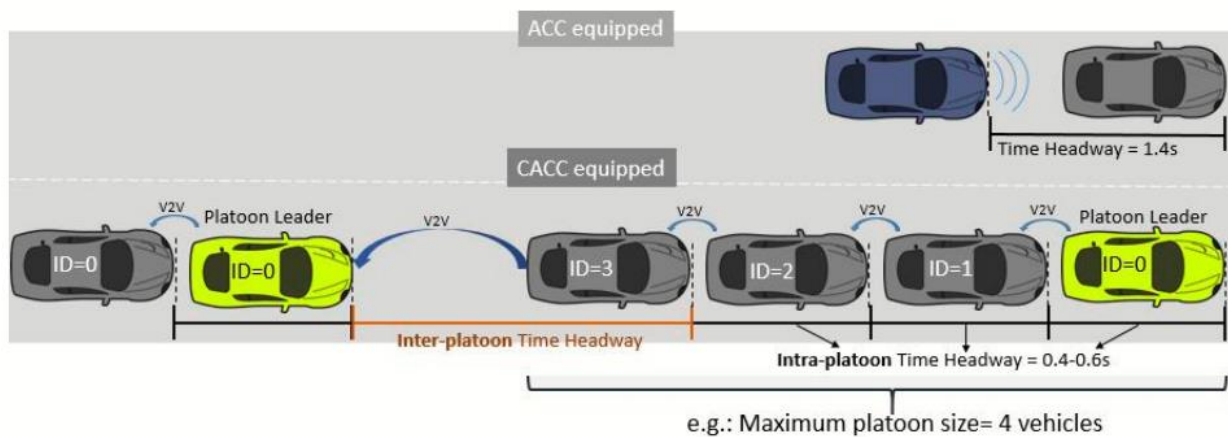 ACC equipped
Time Headway = 1.4s
CACC equipped
V2V
Platoon Leader
V2V
V2V
V2V
V2V
Platoon Leader
ID=0
ID=0
ID=3
ID=2
ID=1
ID=0
Inter-platoon Time Headway
Intra-platoon Time Headway = 0.4-0.6s
e.g.: Maximum platoon size= 4 vehicles